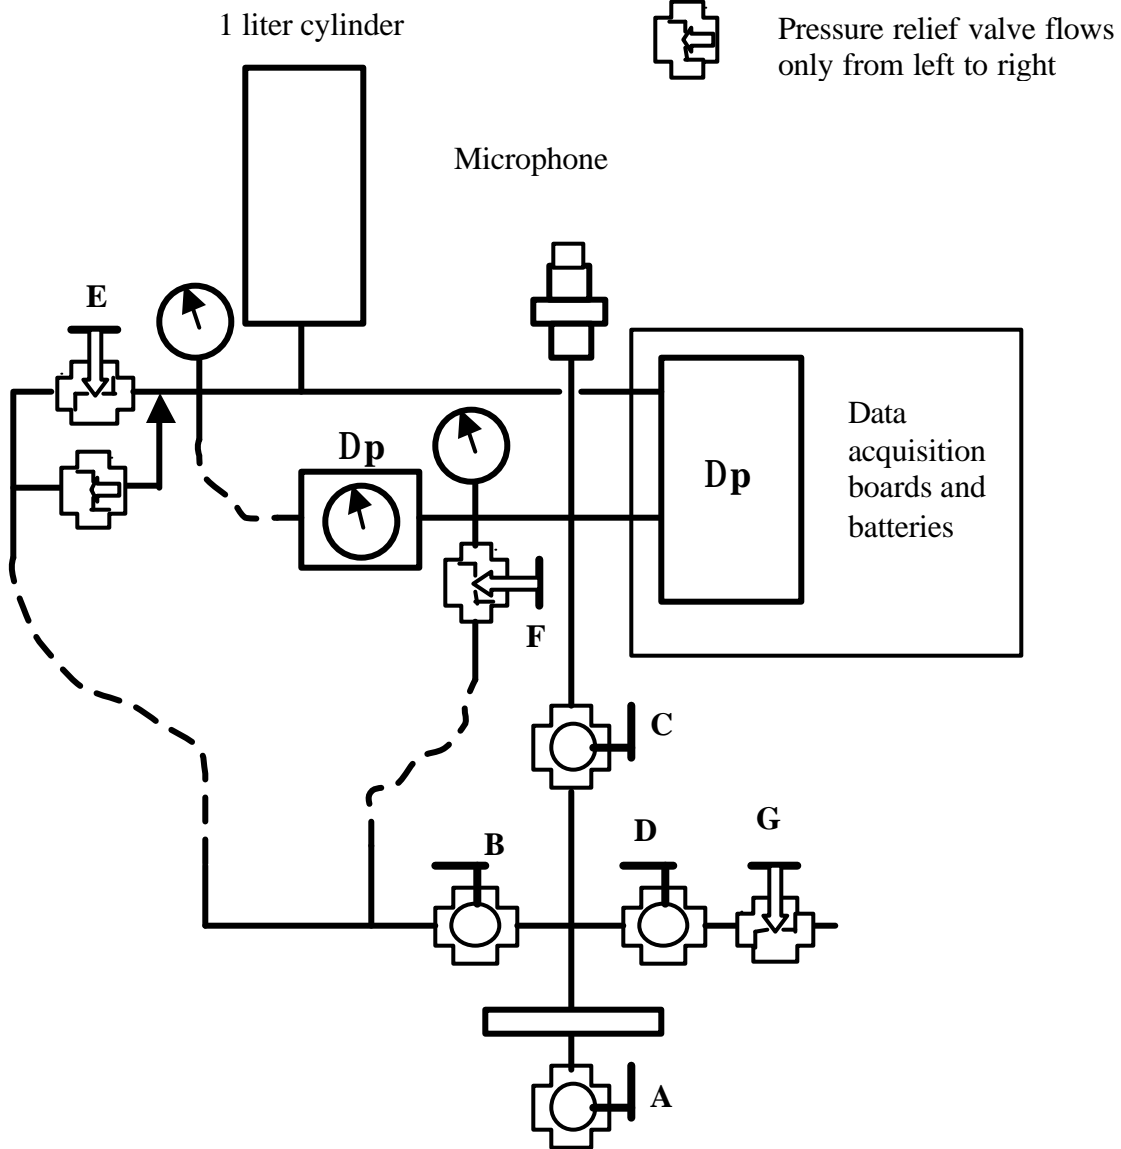 1 liter cylinder
Pressure relief valve flows
only from left to right
Microphone
E
Dp
Dp
Data
acquisition
boards and
batteries
F
C
B
D
G
A